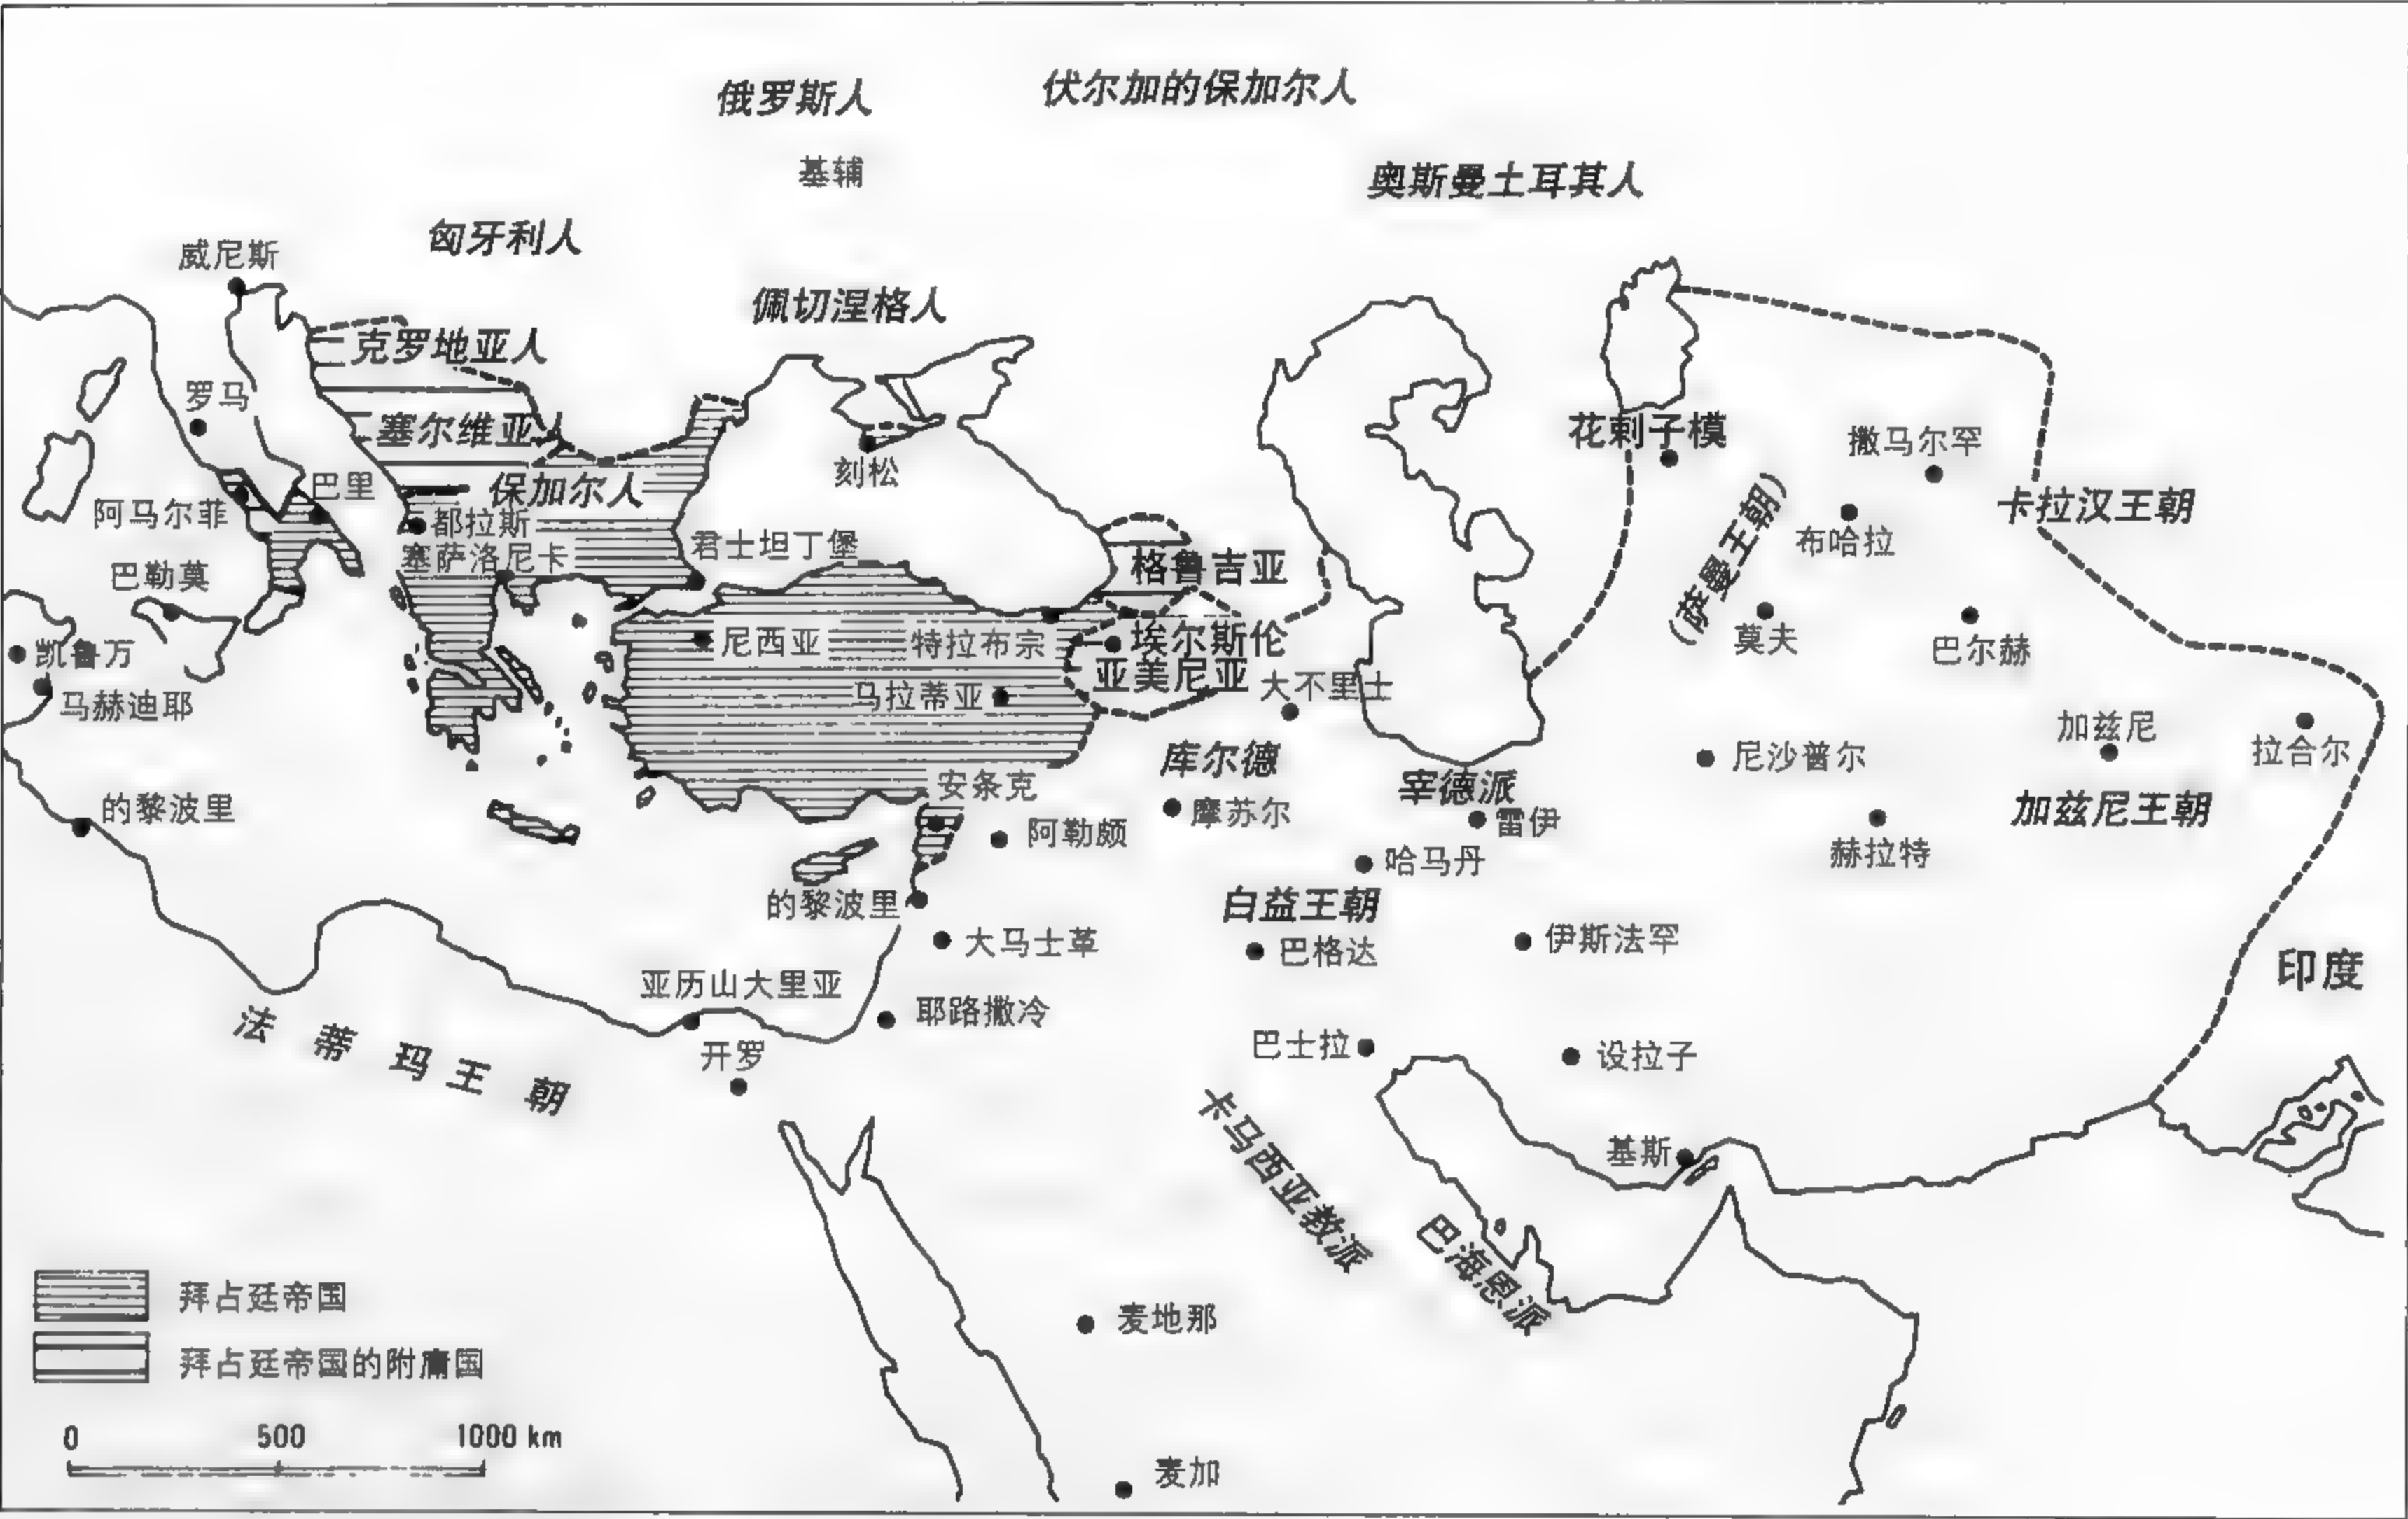 俄罗斯人
伏尔加的保加尔人
基辅
奥斯曼土耳其人
匈牙利人
威尼斯
佩切涅格人
克罗地亚人
罗马
塞尔维亚人
花剌子模
撒马尔罕
刻松
巴里
保加尔人
阿马尔菲
都拉斯
卡拉汉王朝
(萨曼王朝)
布哈拉
塞萨洛尼卡
君士坦丁堡
格鲁吉亚
巴勒莫
尼西亚
特拉布宗
埃尔斯伦
莫夫
巴尔赫
凯鲁万
亚美尼亚
大不里士
马拉蒂亚
马赫迪耶
加兹尼
拉合尔
库尔德
尼沙普尔
安条克
宰德派
的黎波里
摩苏尔
雷伊
加兹尼王朝
阿勒颇
哈马丹
赫拉特
的黎波里
白益王朝
大马士革
巴格达
伊斯法罕
印度
亚历山大里亚
耶路撒冷
法蒂玛王朝
开罗
巴士拉
设拉子
卡马西亚教派
基斯
巴海恩派
拜占廷帝国
麦地那
拜占廷帝国的附庸国
0 500 1000 km
麦加